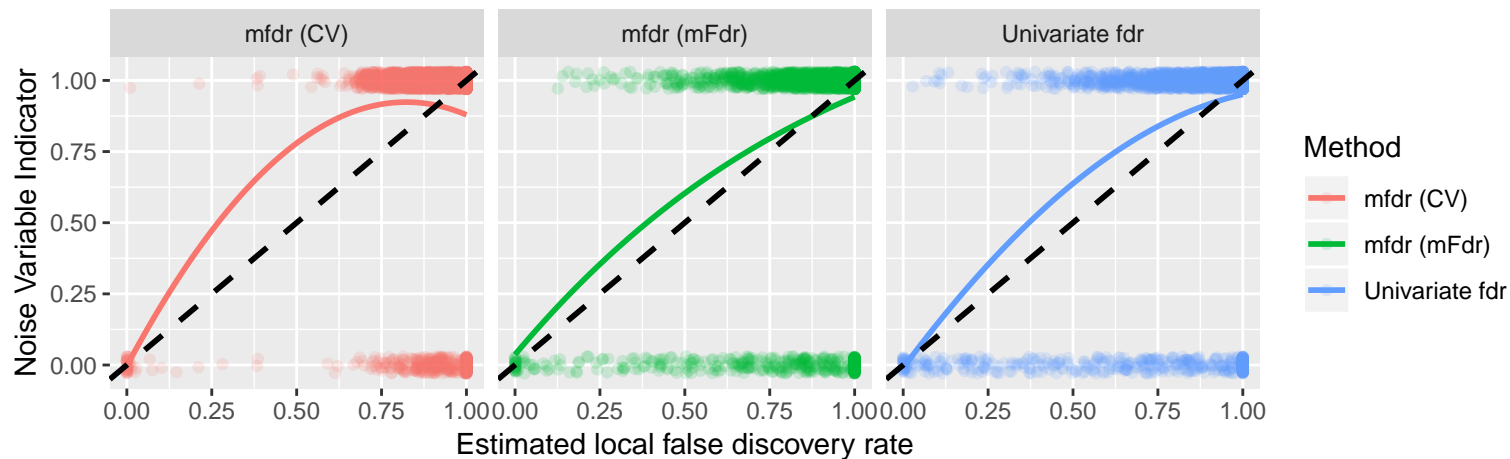 mfdr (CV)
mfdr (mFdr)
Univariate fdr
Noise Variable Indicator
1.00
0.75
0.50
0.25
0.00
0.00 0.25 0.50 0.75 1.00
0.00 0.25 0.50 0.75 1.00
0.00 0.25 0.50 0.75 1.00
Estimated local false discovery rate
Method
mfdr (CV)
mfdr (mFdr)
Univariate fdr